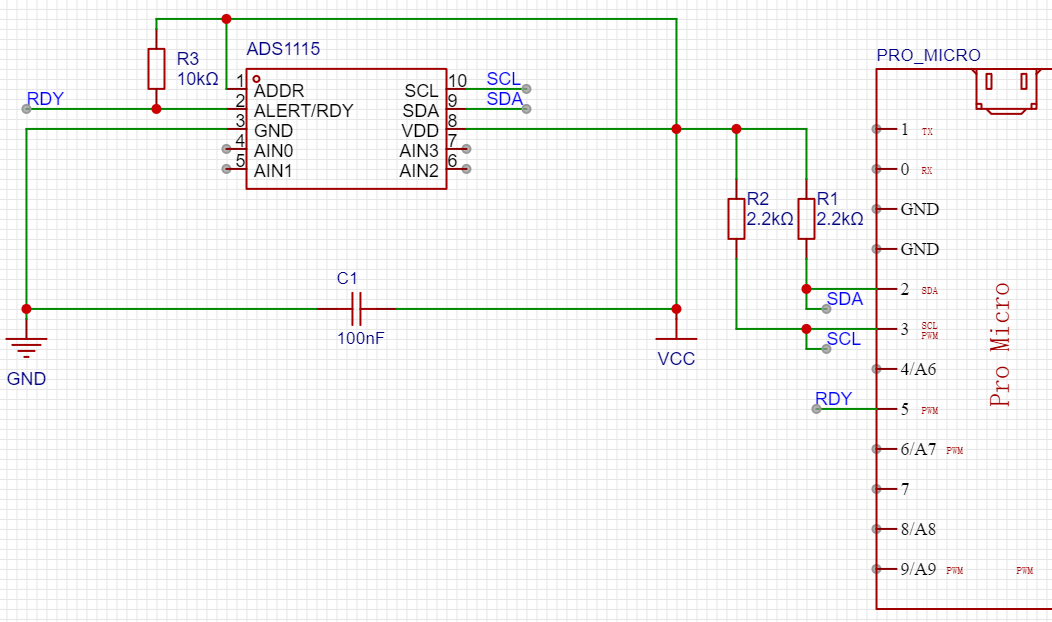 ADS1115
R3
10kΩ
RDY
1
2
3
4
5
ADDR
ALERT/RDY
GND
AIN0
AIN1
SCL
SDA
VDD
AIN3
AIN2
10
9
8
7
6
SCL
SDA
R2
2.2kΩ
R1
2.2kΩ
C1
100nF
GND
VCC
SDA
SCL
RDY
PRO_MICRO
1 TX
0 RX
GND
GND
2 SDA
3 SCL
PWM
4/A6
5 PWM
6/A7 PWM
7
8/A8
9/A9 PWM PWM
Pro Micro